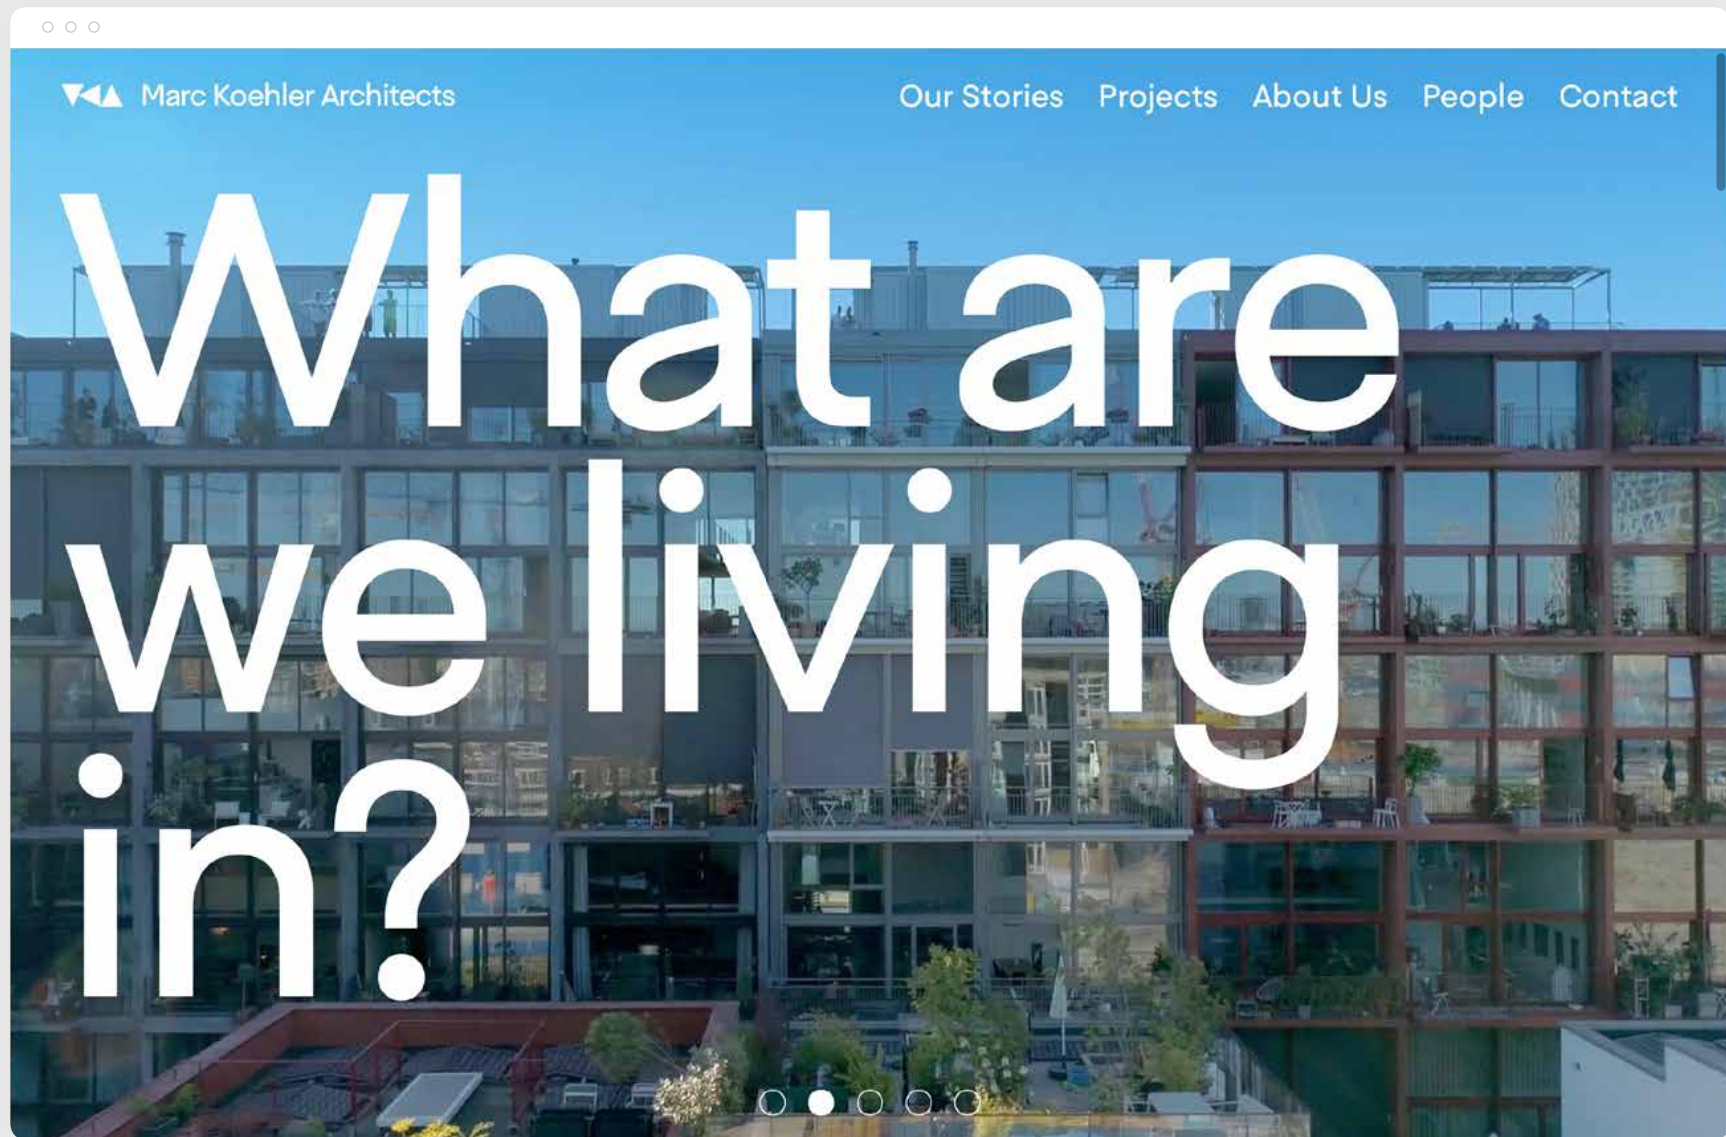 Marc Koehler Architects
Our Stories Projects About Us People Contact
What are
we living
in?